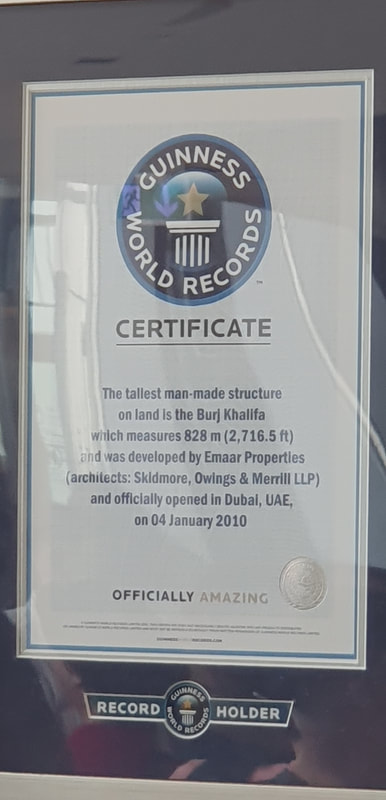 GUINNESS
WORLD RECORDS
™
CERTIFICATE
The tallest man-made structure
on land is the Burj Khalifa
which measures 828 m (2,716.5 ft)
and was developed by Emaar Properties
(architects: Skidmore, Owings & Merrill LLP)
and officially opened in Dubai, UAE,
on 04 January 2010
OFFICIALLY AMAZING
RECORD GUINNESS WORLD RECORDS HOLDER